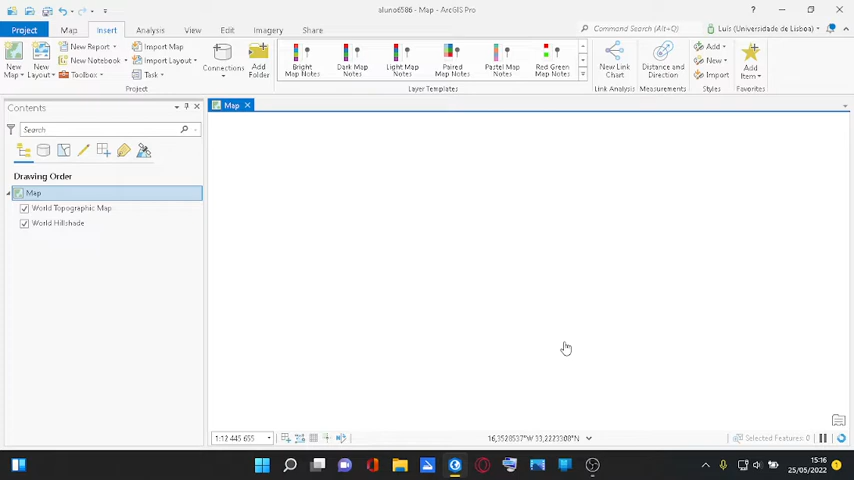 aluno6586 - Map - ArcGIS Pro
Project Map Insert Analysis View Edit Imagery Share
Command Search (Alt+Q)
Luís (Universidade de Lisboa)
New Map
New Layout
New Report
New Notebook
Toolbox
Import Map
Import Layout
Task
Connections
Add Folder
Project
Bright Map Notes
Dark Map Notes
Light Map Notes
Paired Map Notes
Pastel Map Notes
Red Green Map Notes
Layer Templates
New Link Chart
Link Analysis
Distance and Direction
Measurements
Add
New
Import
Styles
Add Item
Favorites
Contents
Search
Drawing Order
Map
World Topographic Map
World Hillshade
Map
1:12 445 655
16,3528537°W 33,2223308°N
Selected Features: 0
15:16
25/05/2022